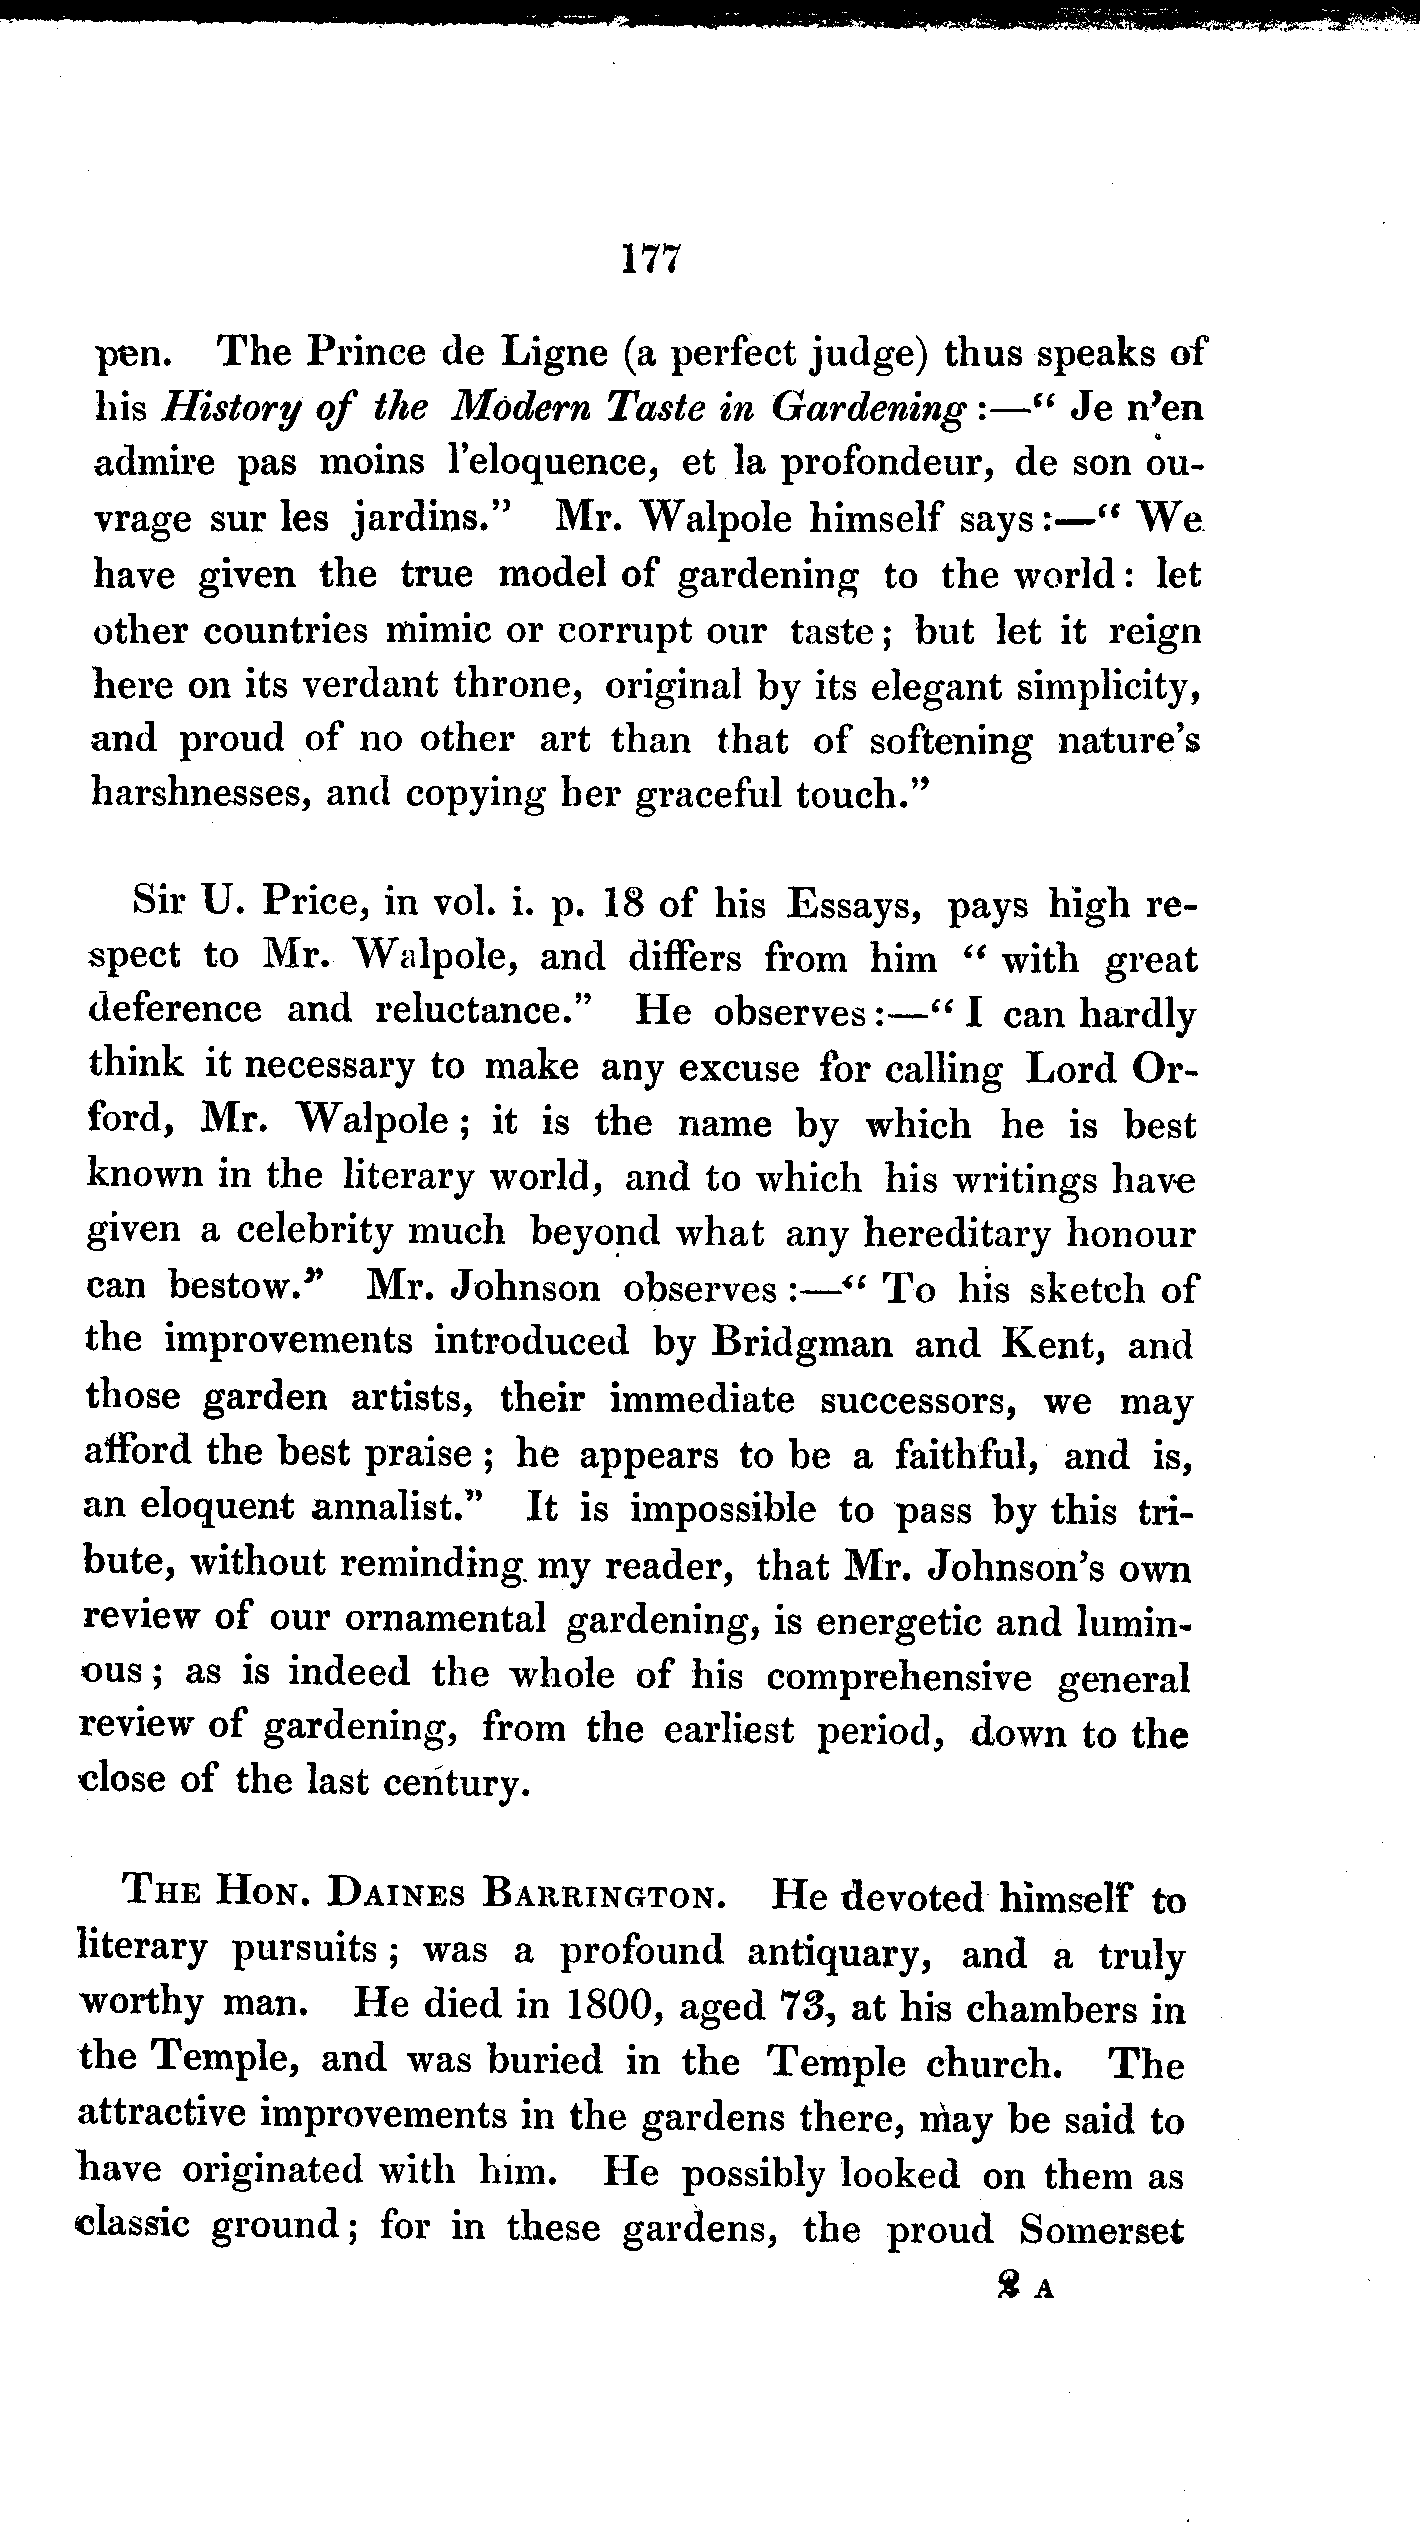 177
pen. The Prince de Ligne (a perfect judge) thus speaks of
his History of the Modern Taste in Gardening :—“ Je n’en
admire pas moins l’eloquence, et la profondeur, de son ou-
vrage sur les jardins.” Mr. Walpole himself says :—“ We
have given the true model of gardening to the world : let
other countries mimic or corrupt our taste ; but let it reign
here on its verdant throne, original by its elegant simplicity,
and proud of no other art than that of softening nature’s
harshnesses, and copying her graceful touch.”
Sir U. Price, in vol. i. p. 18 of his Essays, pays high re-
spect to Mr. Walpole, and differs from him “ with great
deference and reluctance.” He observes :—“ I can hardly
think it necessary to make any excuse for calling Lord Or-
ford, Mr. Walpole ; it is the name by which he is best
known in the literary world, and to which his writings have
given a celebrity much beyond what any hereditary honour
can bestow.” Mr. Johnson observes :—“ To his sketch of
the improvements introduced by Bridgman and Kent, and
those garden artists, their immediate successors, we may
afford the best praise ; he appears to be a faithful, and is,
an eloquent annalist.” It is impossible to pass by this tri-
bute, without reminding my reader, that Mr. Johnson’s own
review of our ornamental gardening, is energetic and lumin-
ous ; as is indeed the whole of his comprehensive general
review of gardening, from the earliest period, down to the
close of the last century.
THE HON. DAINES BARRINGTON. He devoted himself to
literary pursuits ; was a profound antiquary, and a truly
worthy man. He died in 1800, aged 73, at his chambers in
the Temple, and was buried in the Temple church. The
attractive improvements in the gardens there, may be said to
have originated with him. He possibly looked on them as
classic ground ; for in these gardens, the proud Somerset
2 A